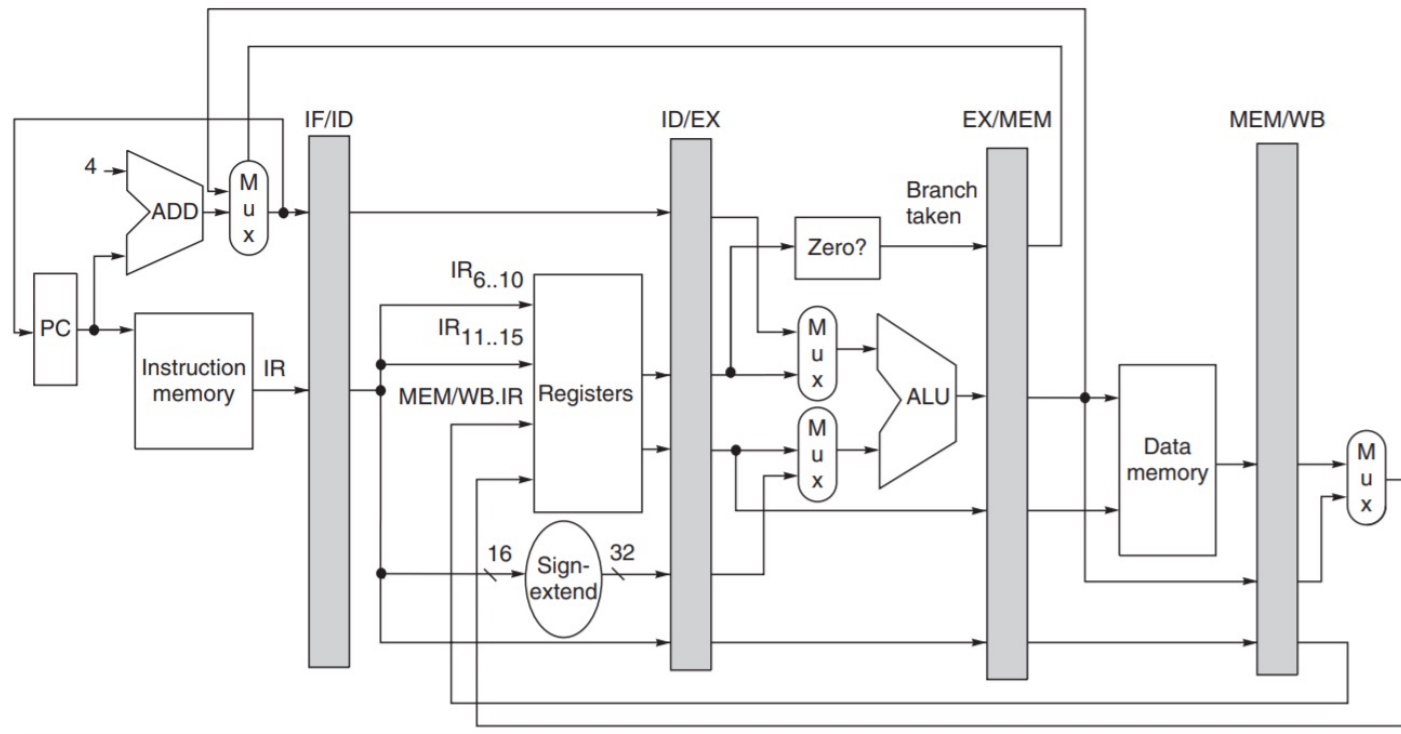 IF/ID
ID/EX
EX/MEM
MEM/WB
4
ADD
M
u
x
Branch
taken
Zero?
IR6..10
PC
Instruction
memory
IR
IR11..15
MEM/WB.IR
Registers
M
u
x
ALU
M
u
x
Data
memory
M
u
x
16
Sign-
extend
32